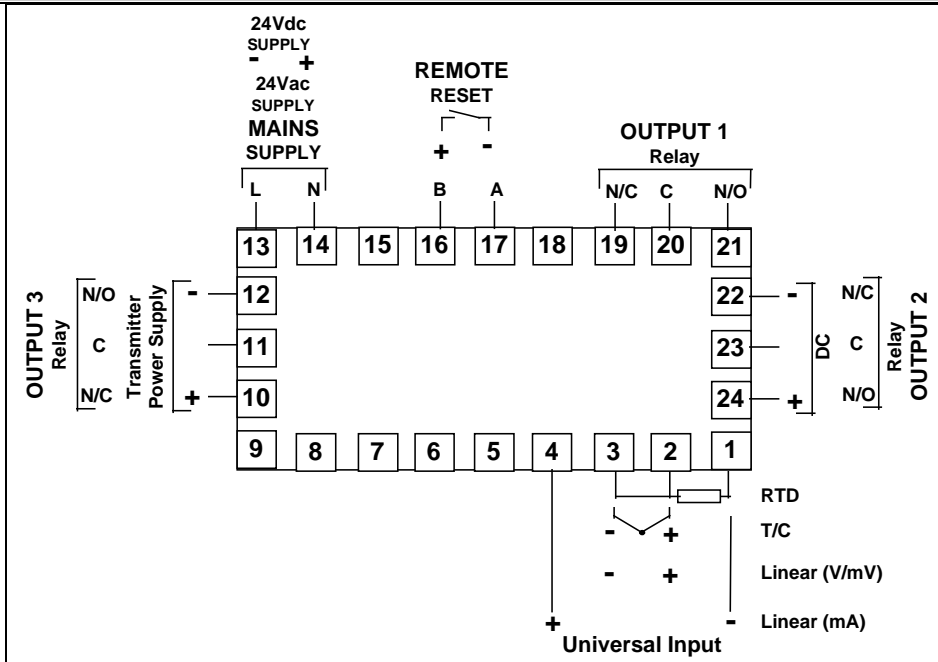 24Vdc
SUPPLY
- +
24Vac
SUPPLY
MAINS
SUPPLY
L N
REMOTE
RESET
+ -
B A
OUTPUT 1
Relay
N/C C N/O
13 14 15 16 17 18 19 20 21
OUTPUT 3
Relay
N/O
C
N/C
Transmitter
Power Supply
-
+
12
11
10
22
23
24
-
+
DC
N/C
C
N/O
Relay
OUTPUT 2
9 8 7 6 5 4 3 2 1
RTD
- + T/C
- + Linear (V/mV)
+ - Linear (mA)
Universal Input